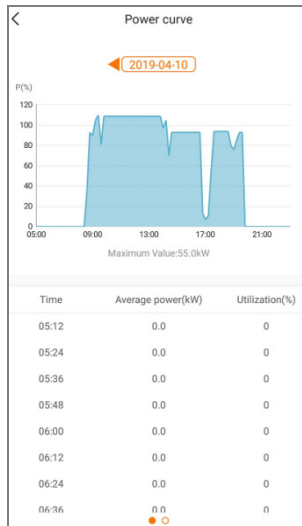 Power curve
2019-04-10
P(%)
120
100
80
60
40
20
0
05:00 09:00 13:00 17:00 21:00
Maximum Value:55.0kW
Time Average power(kW) Utilization(%)
05:12 0.0 0
05:24 0.0 0
05:36 0.0 0
05:48 0.0 0
06:00 0.0 0
06:12 0.0 0
06:24 0.0 0
06:36 0.0 0